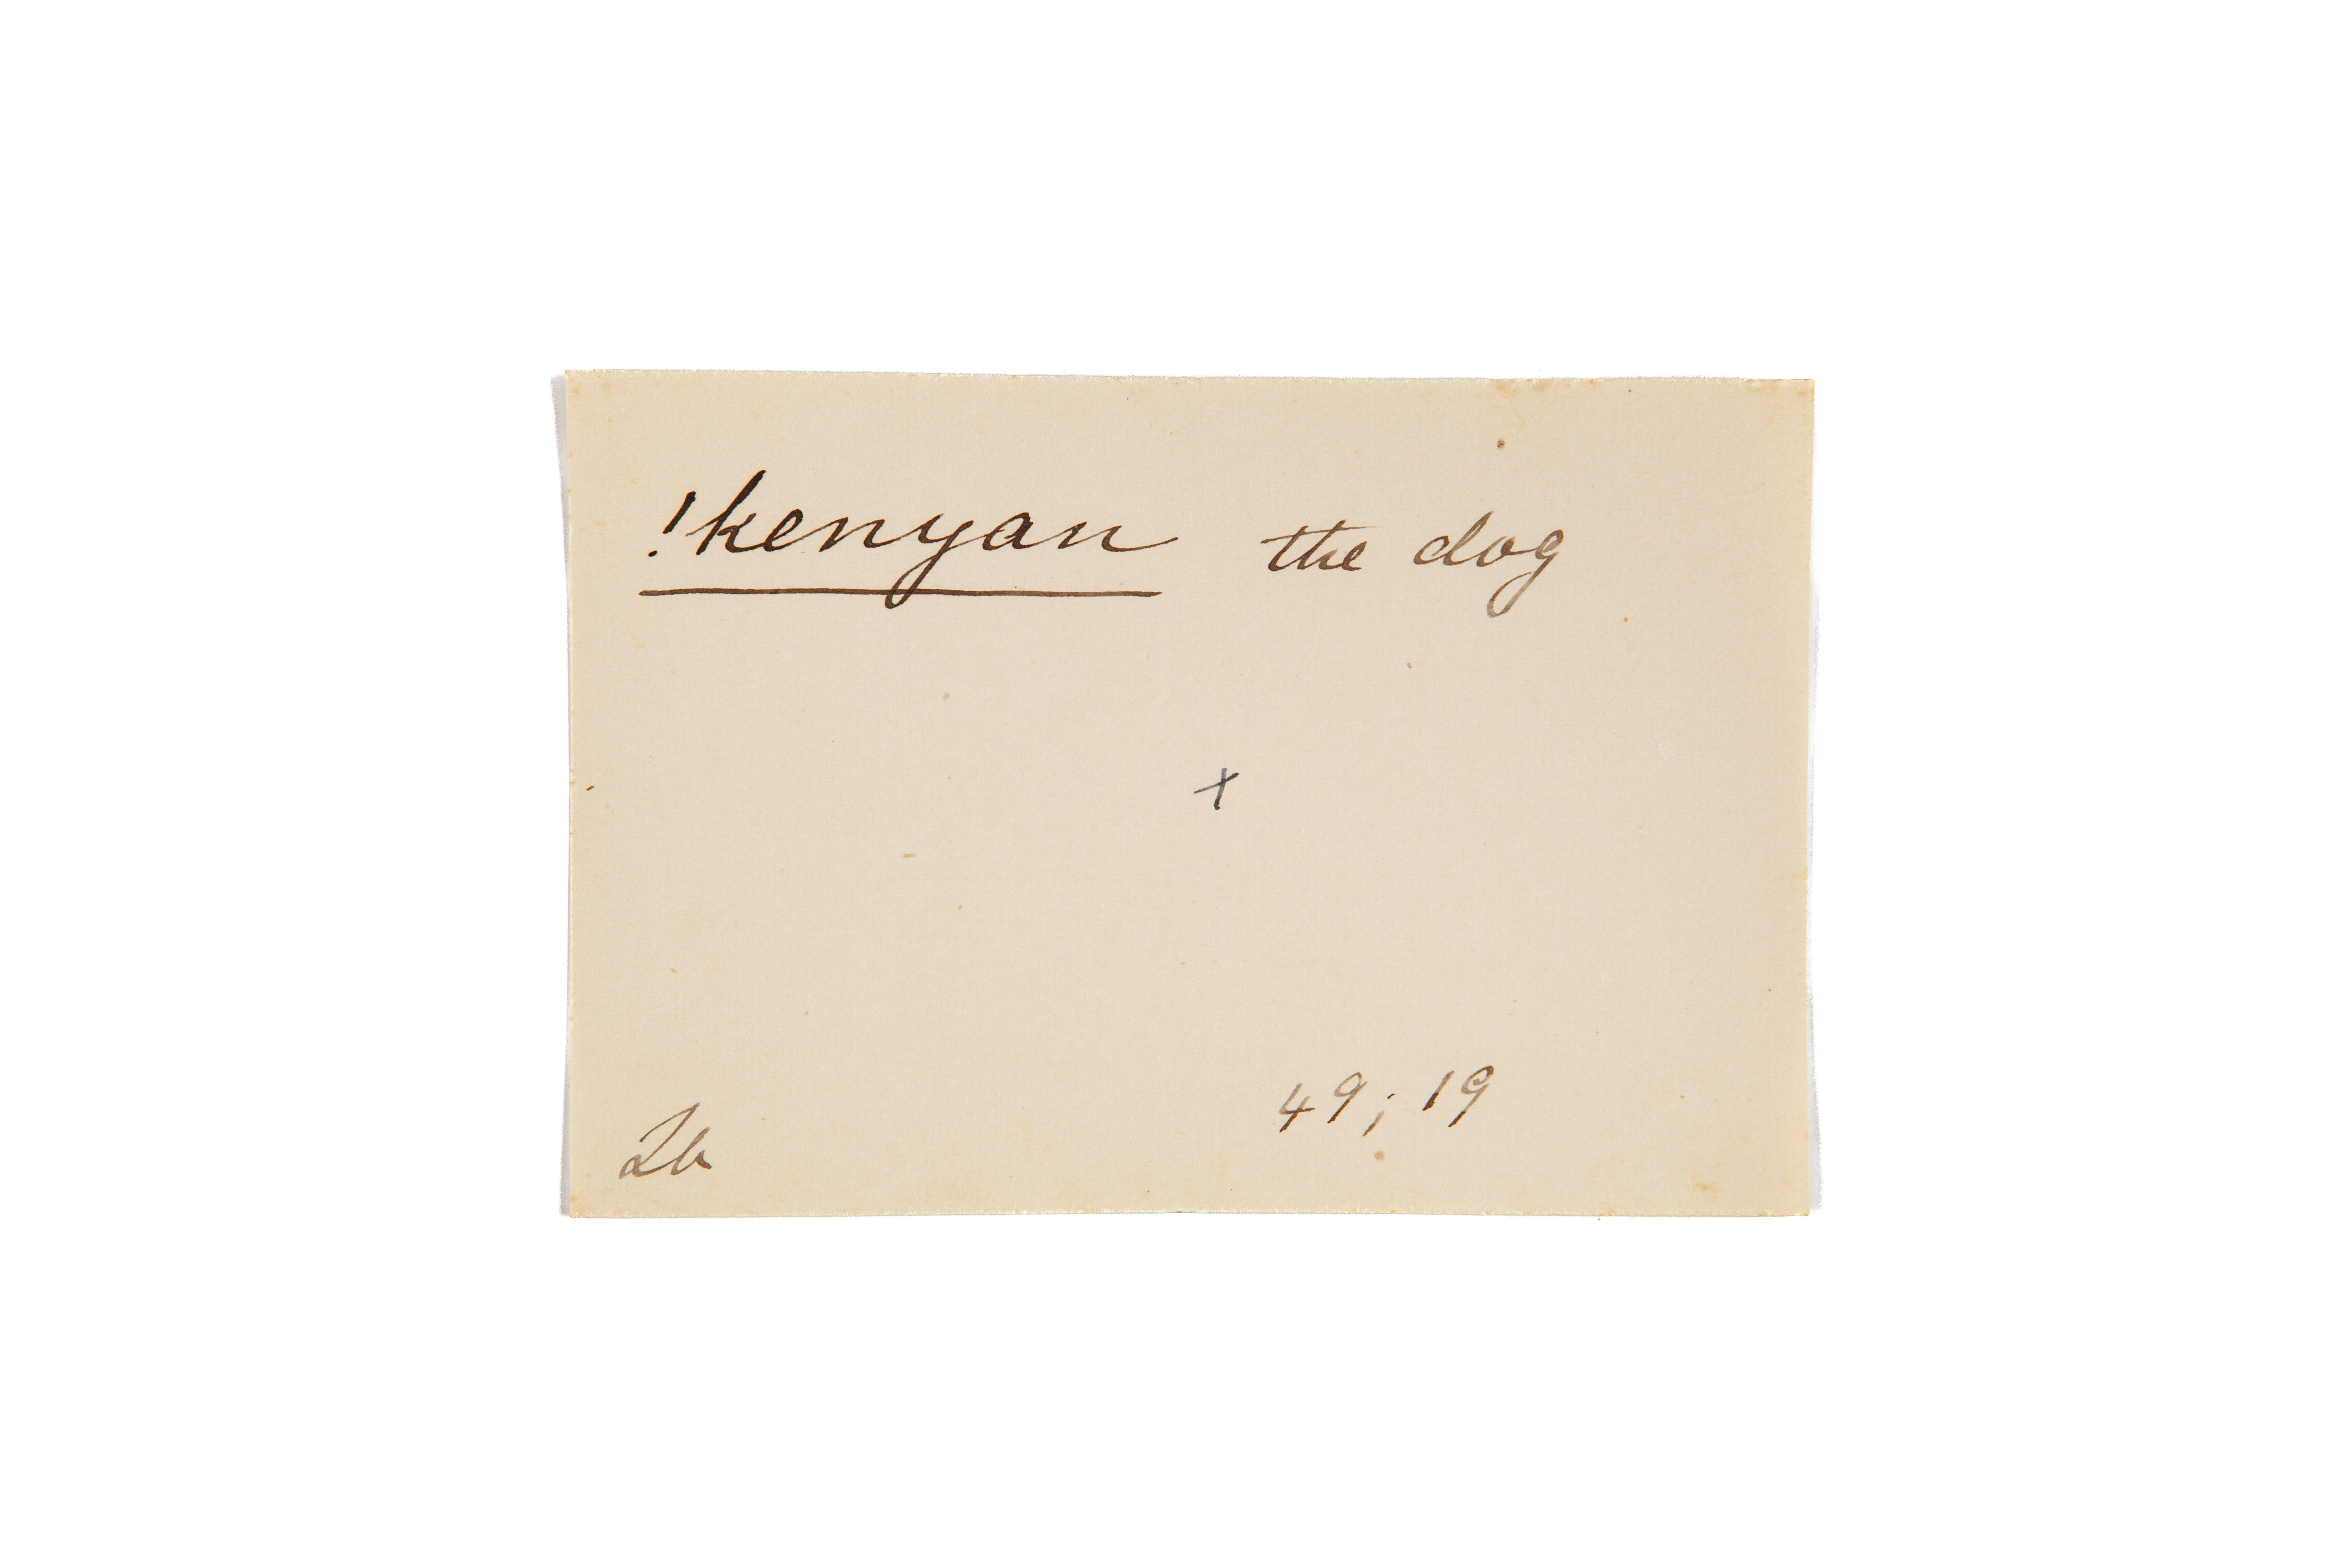 !kenyan the dog
+
49; 19
Lb